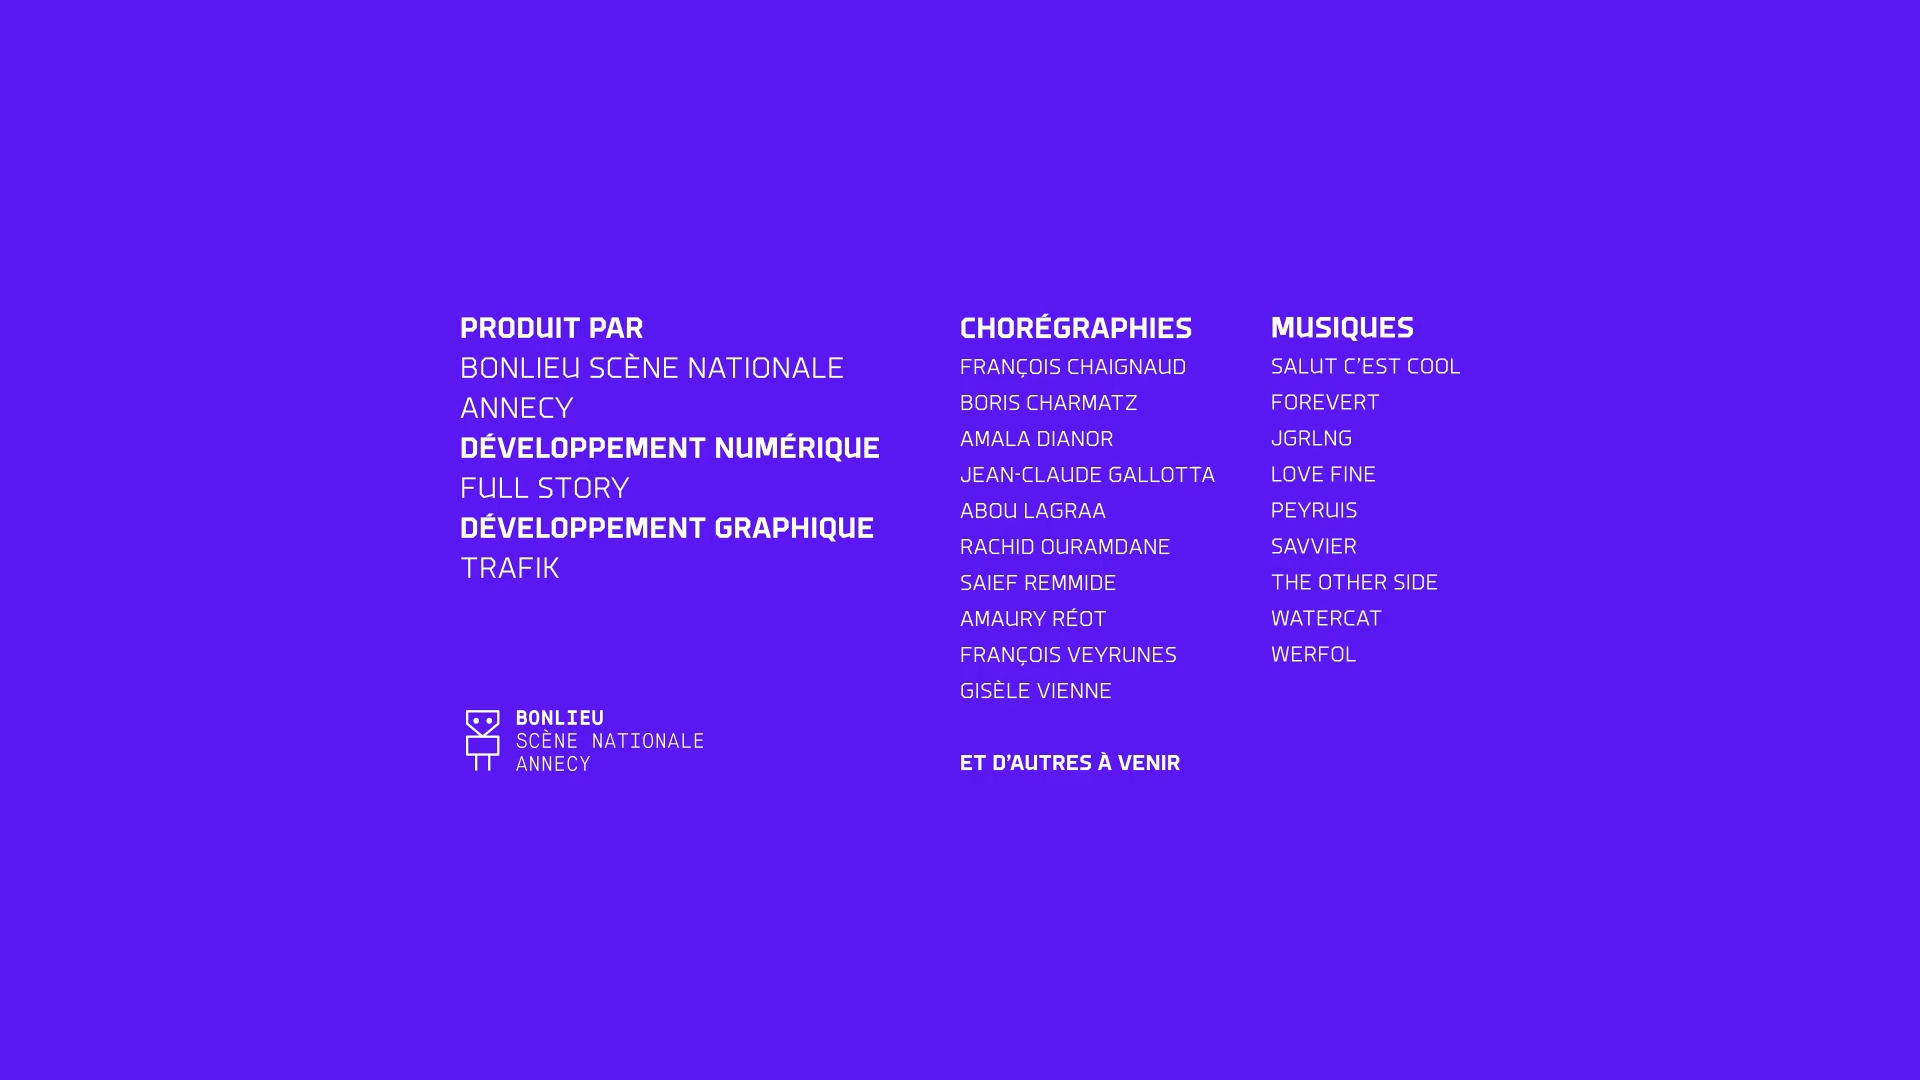 PRODUIT PAR
BONLIEU SCÈNE NATIONALE
ANNECY
DÉVELOPPEMENT NUMÉRIQUE
FULL STORY
DÉVELOPPEMENT GRAPHIQUE
TRAFIK
BONLIEU
SCÈNE NATIONALE
ANNECY
CHORÉGRAPHIES
FRANÇOIS CHAIGNAUD
BORIS CHARMATZ
AMALA DIANOR
JEAN-CLAUDE GALLOTTA
ABOU LAGRAA
RACHID OURAMDANE
SAIEF REMMIDE
AMAURY RÉOT
FRANÇOIS VEYRUNES
GISÈLE VIENNE
ET D’AUTRES À VENIR
MUSIQUES
SALUT C’EST COOL
FOREVERT
JGRLNG
LOVE FINE
PEYRUIS
SAVVIER
THE OTHER SIDE
WATERCAT
WERFOL